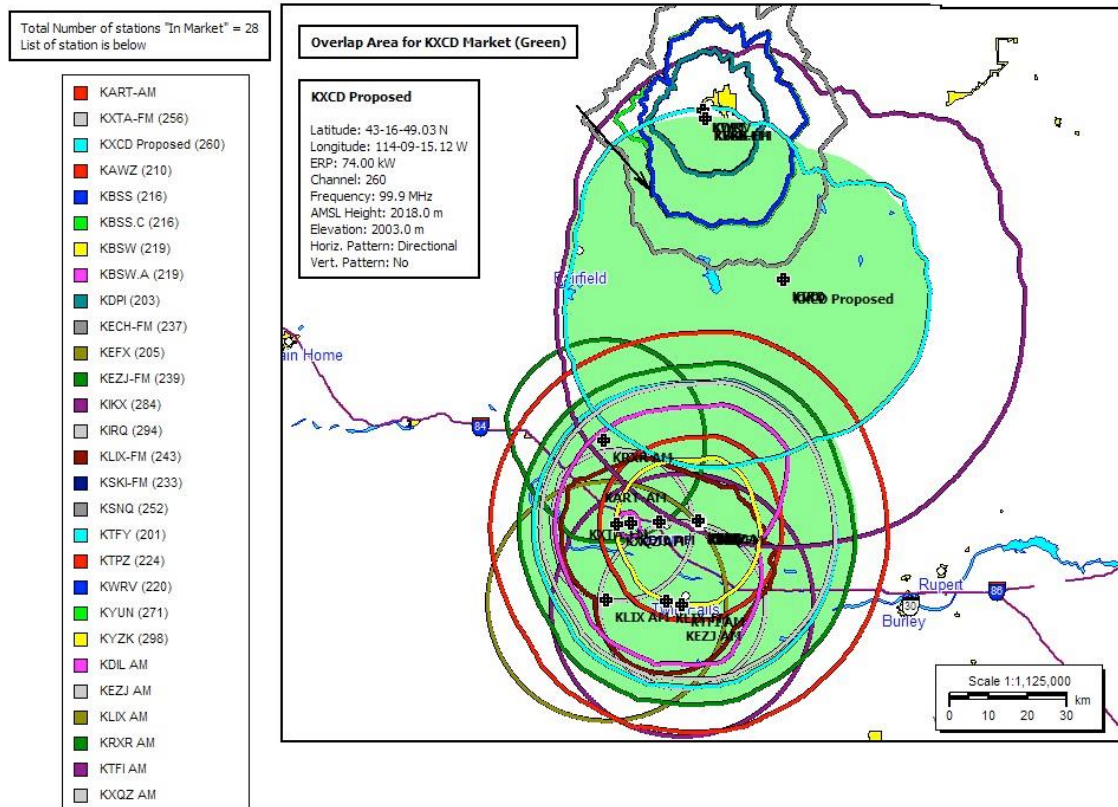 Total Number of stations "In Market" = 28
List of station is below
KART-AM
KXTA-FM (256)
KXCD Proposed (260)
KAWZ (210)
KBSS (216)
KBSS.C (216)
KBSW (219)
KBSW.A (219)
KDPI (203)
KECH-FM (237)
KEFX (205)
KEZJ-FM (239)
KIKX (284)
KIRQ (294)
KLIX-FM (243)
KSKI-FM (233)
KSNQ (252)
KTFY (201)
KTPZ (224)
KWRV (220)
KYUN (271)
KYZK (298)
KDIL AM
KEZJ AM
KLIX AM
KRXR AM
KTFI AM
KXQZ AM
Overlap Area for KXCD Market (Green)
KXCD Proposed
Latitude: 43-16-49.03 N
Longitude: 114-09-15.12 W
ERP: 74.00 kW
Channel: 260
Frequency: 99.9 MHz
AMSL Height: 2018.0 m
Elevation: 2003.0 m
Horiz. Pattern: Directional
Vert. Pattern: No
Fairfield
KXCD Proposed
ain Home
84
KRXR AM
KART-AM
KLIX AM
KTFI AM
KEZJ AM
Rupert
86
30
Burley
Scale 1:1,125,000
km
0 10 20 30